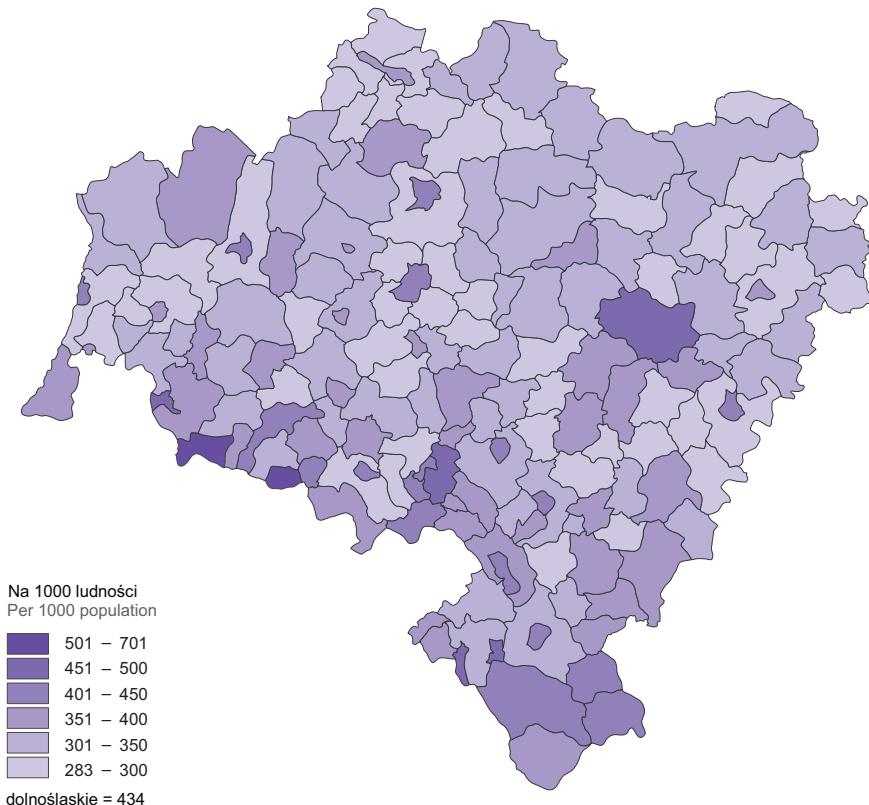 Na 1000 ludności
Per 1000 population
501 – 701
451 – 500
401 – 450
351 – 400
301 – 350
283 – 300
dolnośląskie = 434